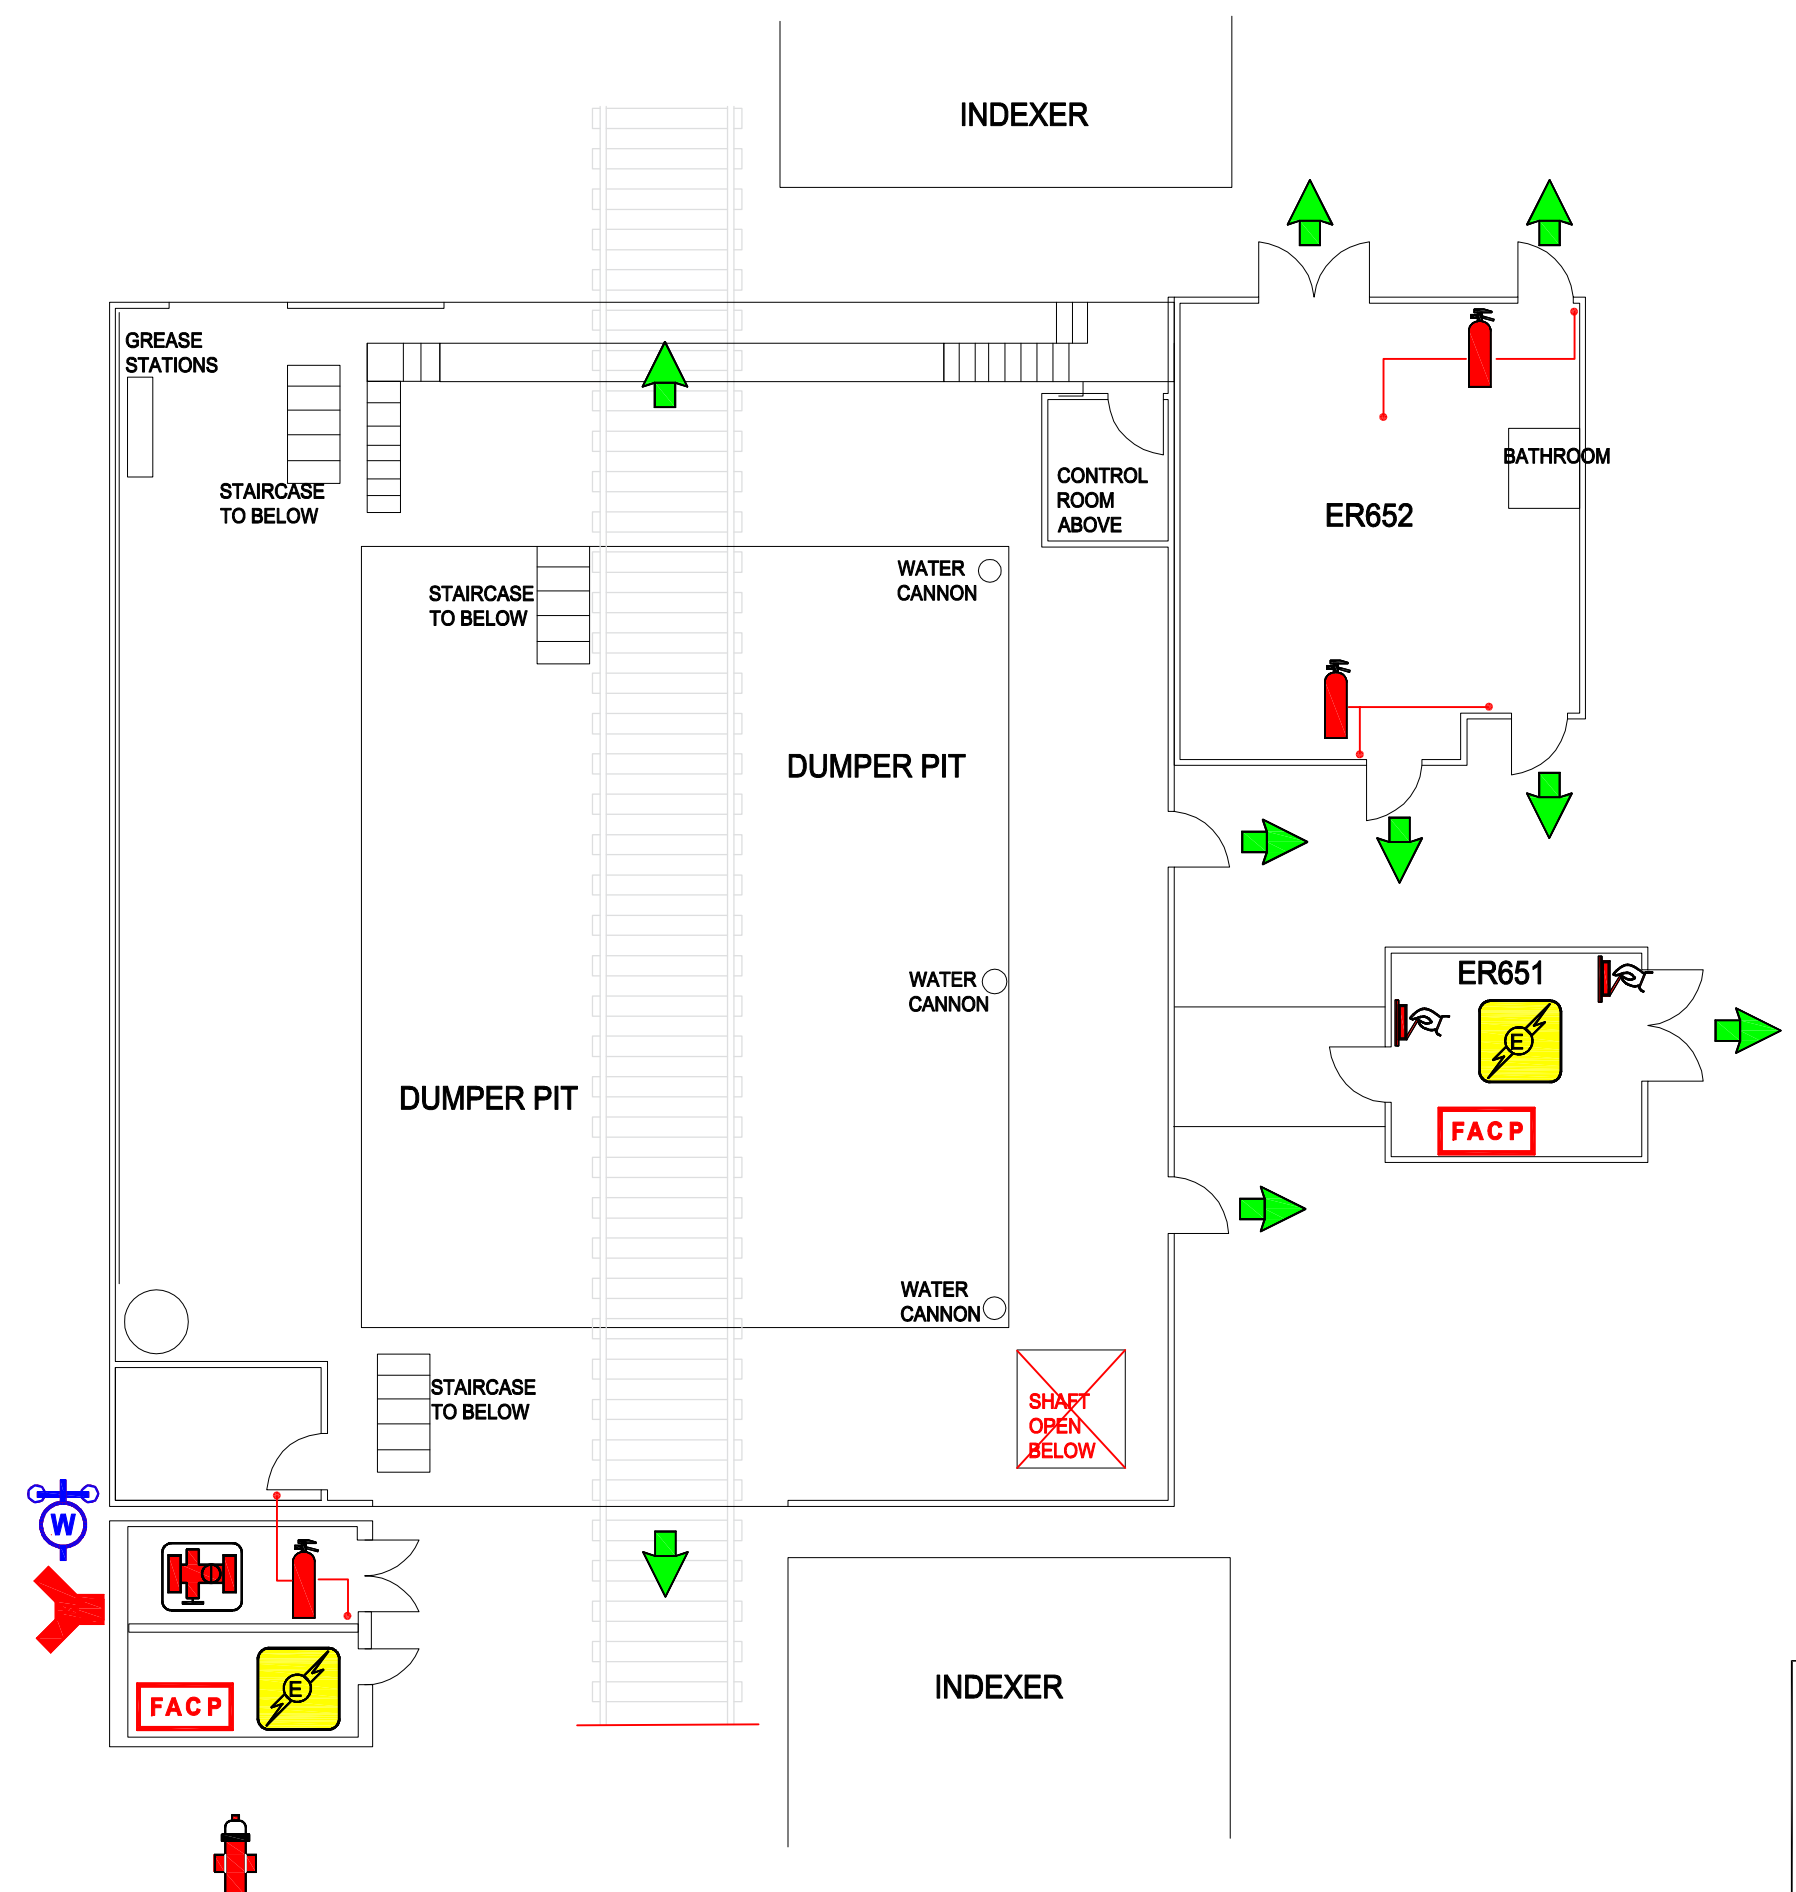 INDEXER
GREASE
STATIONS
STAIRCASE
TO BELOW
CONTROL
ROOM
ABOVE
BATHROOM
ER652
STAIRCASE
TO BELOW
WATER
CANNON
DUMPER PIT
WATER
CANNON
ER651
E
DUMPER PIT
FACP
WATER
CANNON
STAIRCASE
TO BELOW
SHAFT
OPEN
BELOW
W
E
FACP
INDEXER